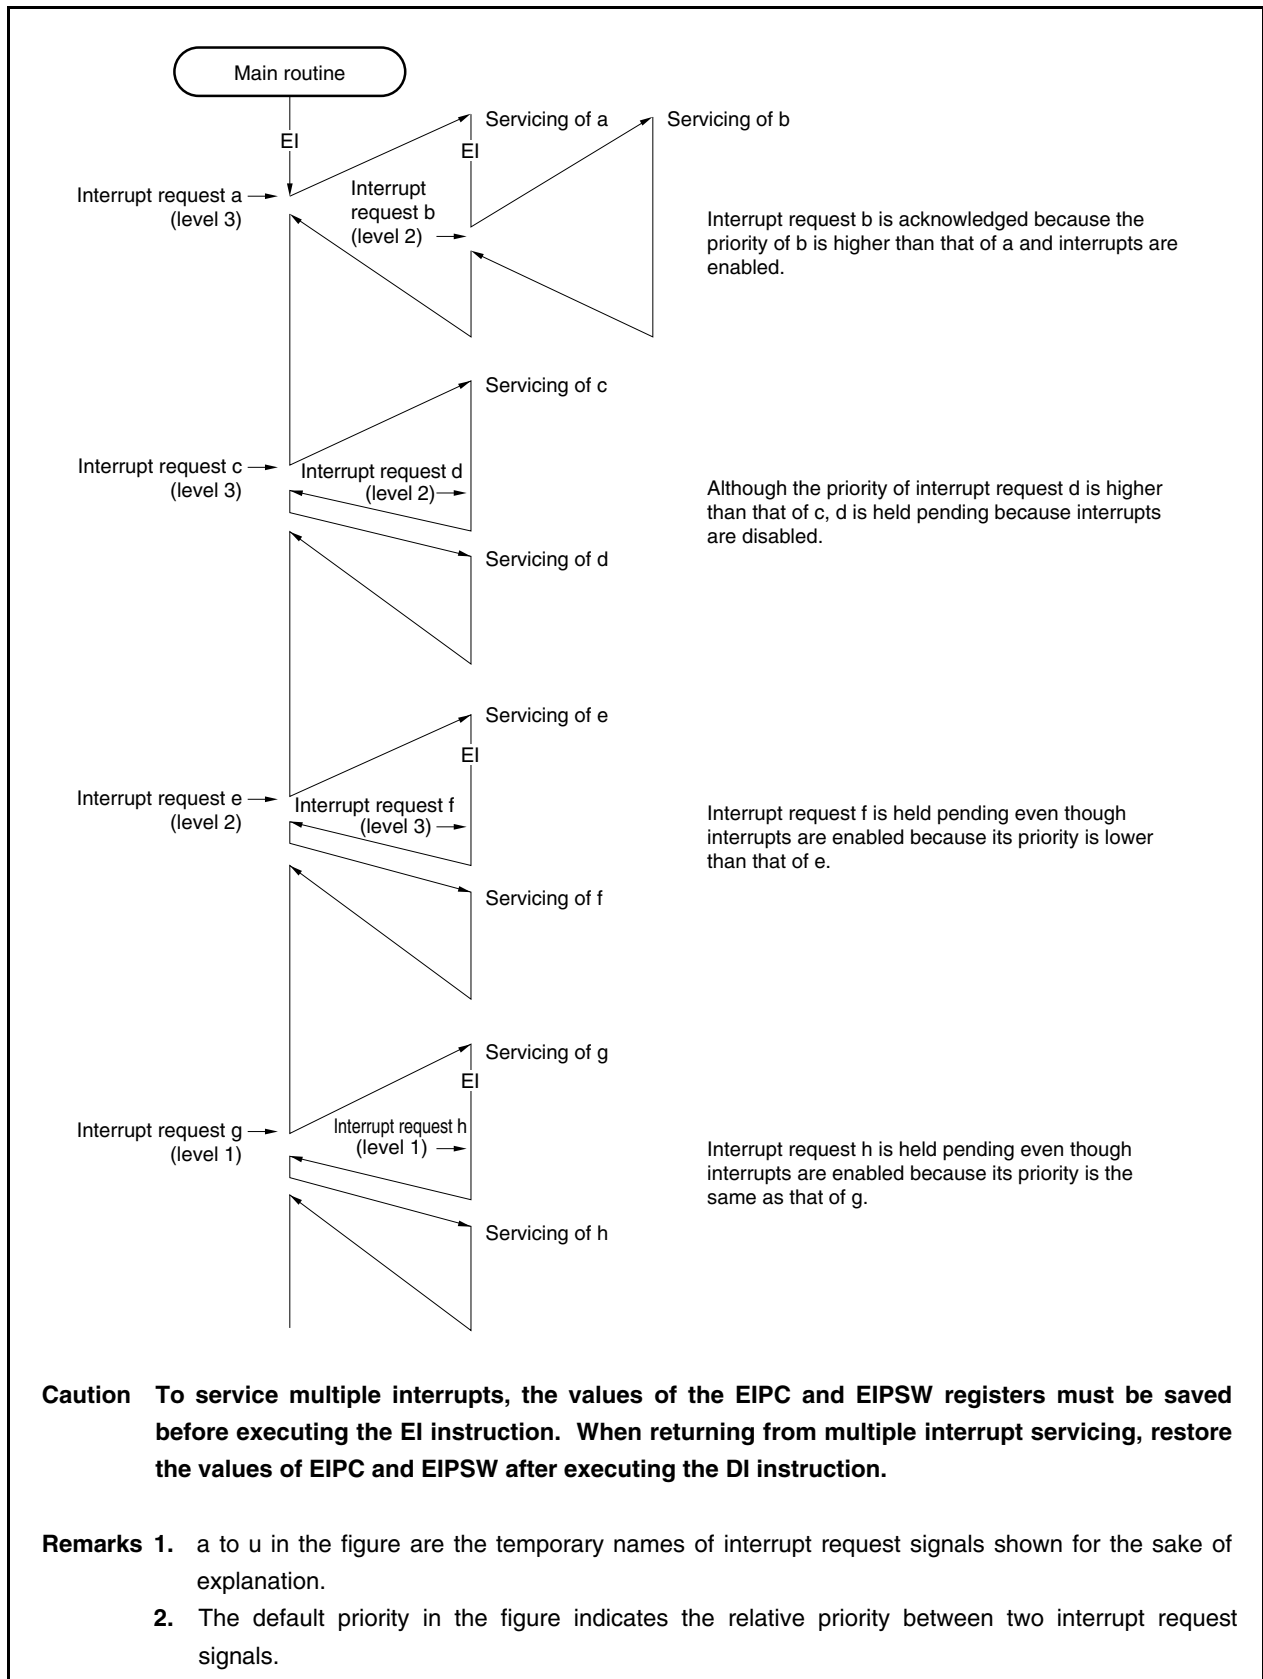 Main routine
EI
Servicing of a
Servicing of b
EI
Interrupt request a
(level 3)
Interrupt
request b
(level 2)
Interrupt request b is acknowledged because the
priority of b is higher than that of a and interrupts are
enabled.
Servicing of c
Interrupt request c
(level 3)
Interrupt request d
(level 2)
Although the priority of interrupt request d is higher
than that of c, d is held pending because interrupts
are disabled.
Servicing of d
Servicing of e
EI
Interrupt request e
(level 2)
Interrupt request f
(level 3)
Interrupt request f is held pending even though
interrupts are enabled because its priority is lower
than that of e.
Servicing of f
Servicing of g
EI
Interrupt request g
(level 1)
Interrupt request h
(level 1)
Interrupt request h is held pending even though
interrupts are enabled because its priority is the
same as that of g.
Servicing of h
Caution To service multiple interrupts, the values of the EIPC and EIPSW registers must be saved
before executing the EI instruction. When returning from multiple interrupt servicing, restore
the values of EIPC and EIPSW after executing the DI instruction.
Remarks 1. a to u in the figure are the temporary names of interrupt request signals shown for the sake of
explanation.
2. The default priority in the figure indicates the relative priority between two interrupt request
signals.